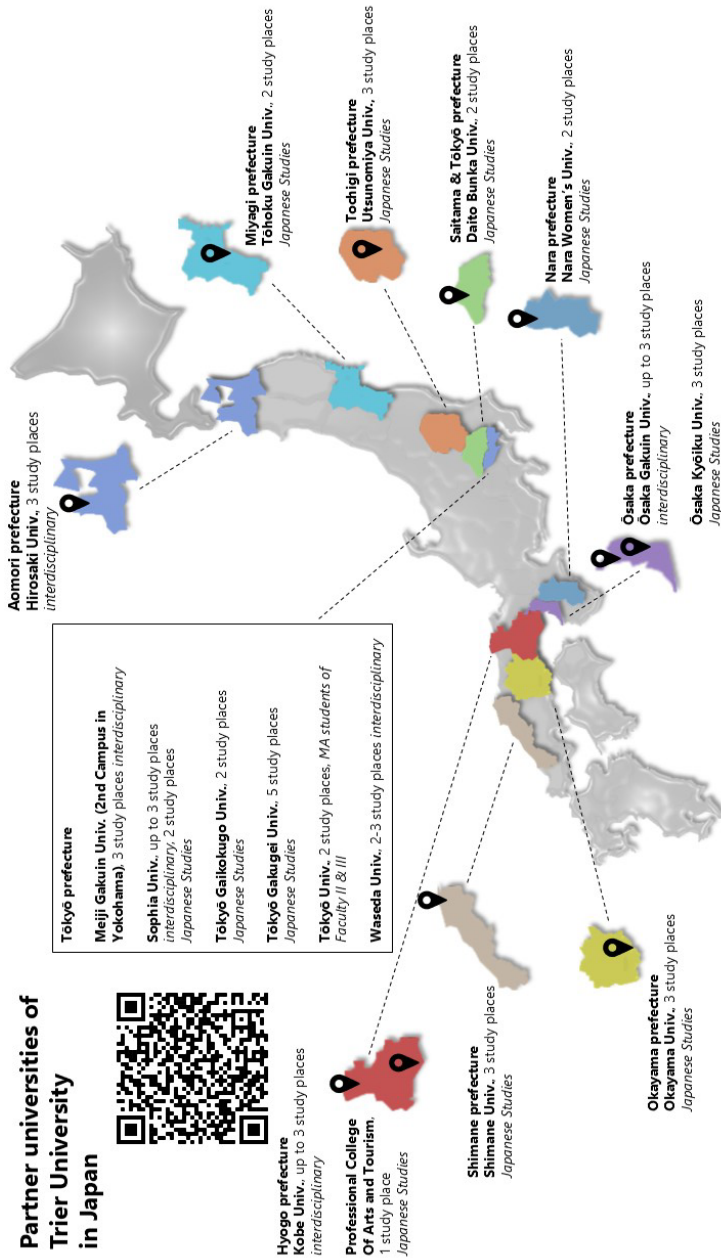 Partner universities of
Trier University
in Japan
Tōkyō prefecture
Meiji Gakuin Univ. (2nd Campus in
Yokohama), 3 study places interdisciplinary
Sophia Univ., up to 3 study places
interdisciplinary, 2 study places
Japanese Studies
Tōkyō Gaikokugo Univ., 2 study places
Japanese Studies
Tōkyō Gakugei Univ., 5 study places
Japanese Studies
Tōkyō Univ., 2 study places, MA students of
Faculty II & III
Waseda Univ., 2-3 study places interdisciplinary
Aomori prefecture
Hirosaki Univ., 3 study places
interdisciplinary
Miyagi prefecture
Tōhoku Gakuin Univ., 2 study places
Japanese Studies
Tochigi prefecture
Utsunomiya Univ., 3 study places
Japanese Studies
Saitama & Tōkyō prefecture
Daito Bunka Univ., 2 study places
Japanese Studies
Nara prefecture
Nara Women's Univ., 2 study places
Japanese Studies
Ōsaka prefecture
Ōsaka Gakuin Univ., up to 3 study places
interdisciplinary
Ōsaka Kyōiku Univ., 3 study places
Japanese Studies
Hyogo prefecture
Kobe Univ., up to 3 study places
interdisciplinary
Professional College
Of Arts and Tourism,
1 study place
Japanese Studies
Shimane prefecture
Shimane Univ., 3 study places
Japanese Studies
Okayama prefecture
Okayama Univ., 3 study places
Japanese Studies